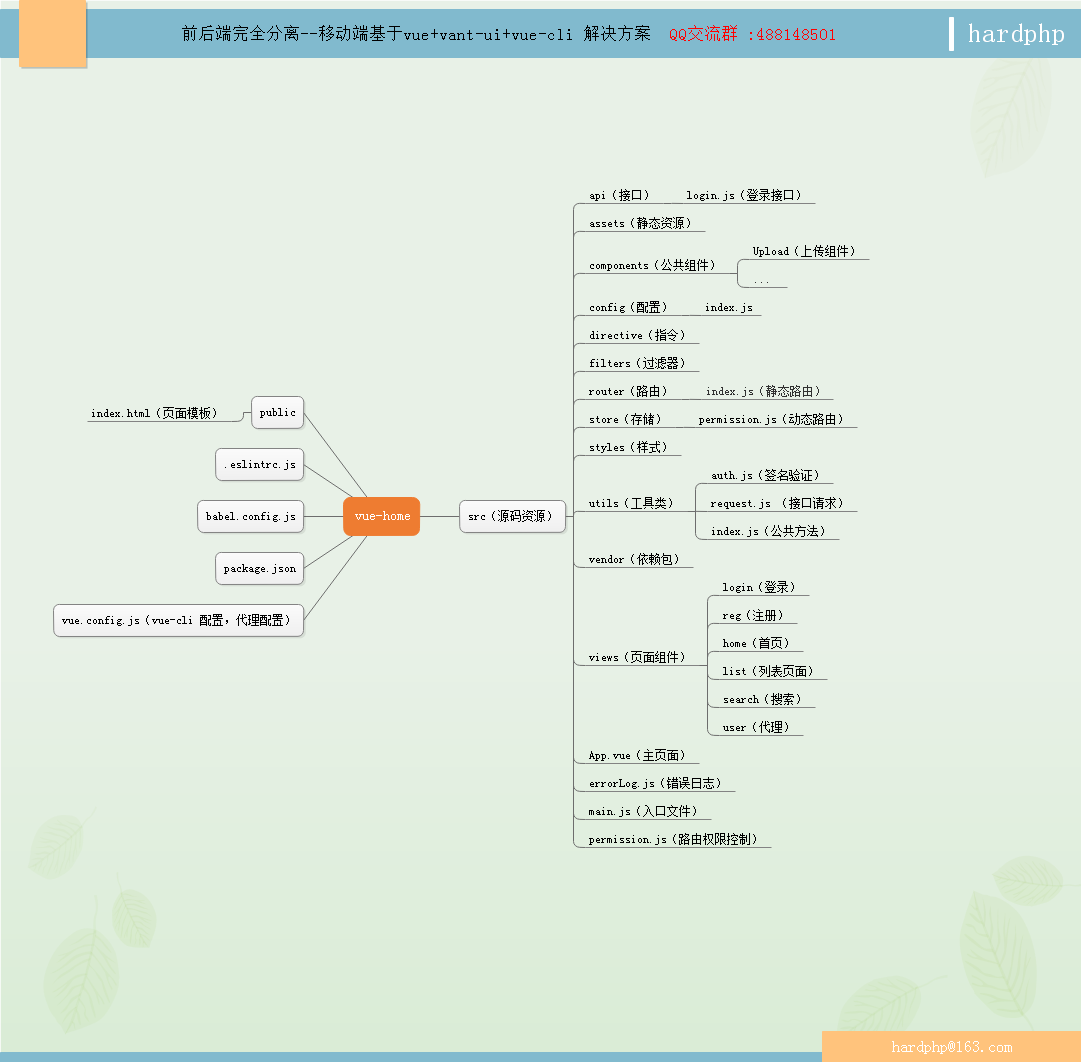 前后端完全分离--移动端基于vue+vant-ui+vue-cli 解决方案 QQ交流群 :488148501
hardphp
index.html（页面模板）
public
.eslintrc.js
babel.config.js
package.json
vue.config.js（vue-cli 配置，代理配置）
vue-home
src（源码资源）
api（接口）
login.js（登录接口）
assets（静态资源）
components（公共组件）
Upload（上传组件）
...
config（配置）
index.js
directive（指令）
filters（过滤器）
router（路由）
index.js（静态路由）
store（存储）
permission.js（动态路由）
styles（样式）
utils（工具类）
auth.js（签名验证）
request.js （接口请求）
index.js（公共方法）
vendor（依赖包）
views（页面组件）
login（登录）
reg（注册）
home（首页）
list（列表页面）
search（搜索）
user（代理）
App.vue（主页面）
errorLog.js（错误日志）
main.js（入口文件）
permission.js（路由权限控制）
hardphp@163.com